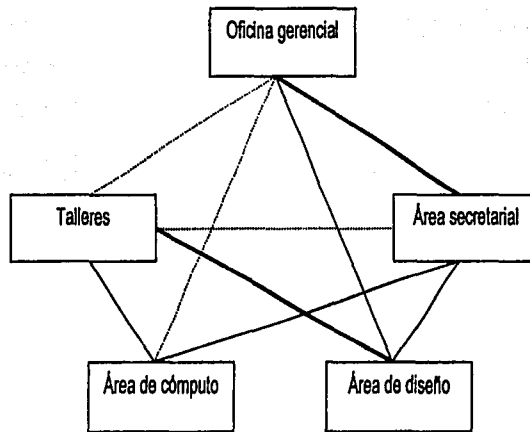 Oficina gerencial
Talleres
Área secretarial
Área de cómputo
Área de diseño